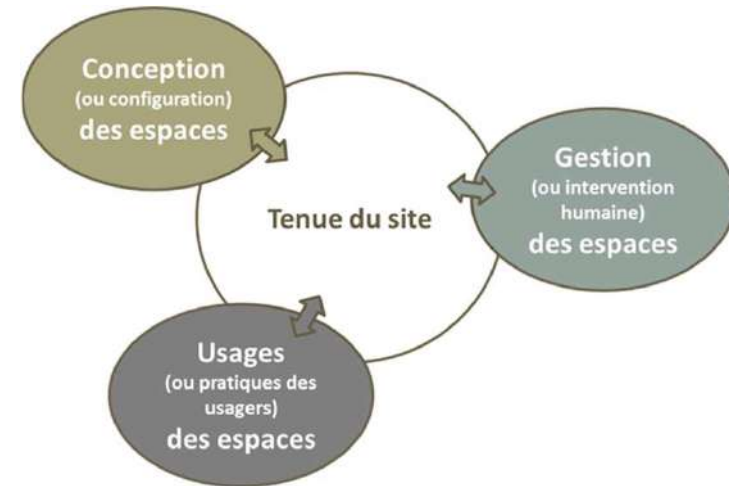 Conception
(ou configuration)
des espaces
Gestion
(ou intervention
humaine)
des espaces
Tenue du site
Usages
(ou pratiques des
usagers)
des espaces